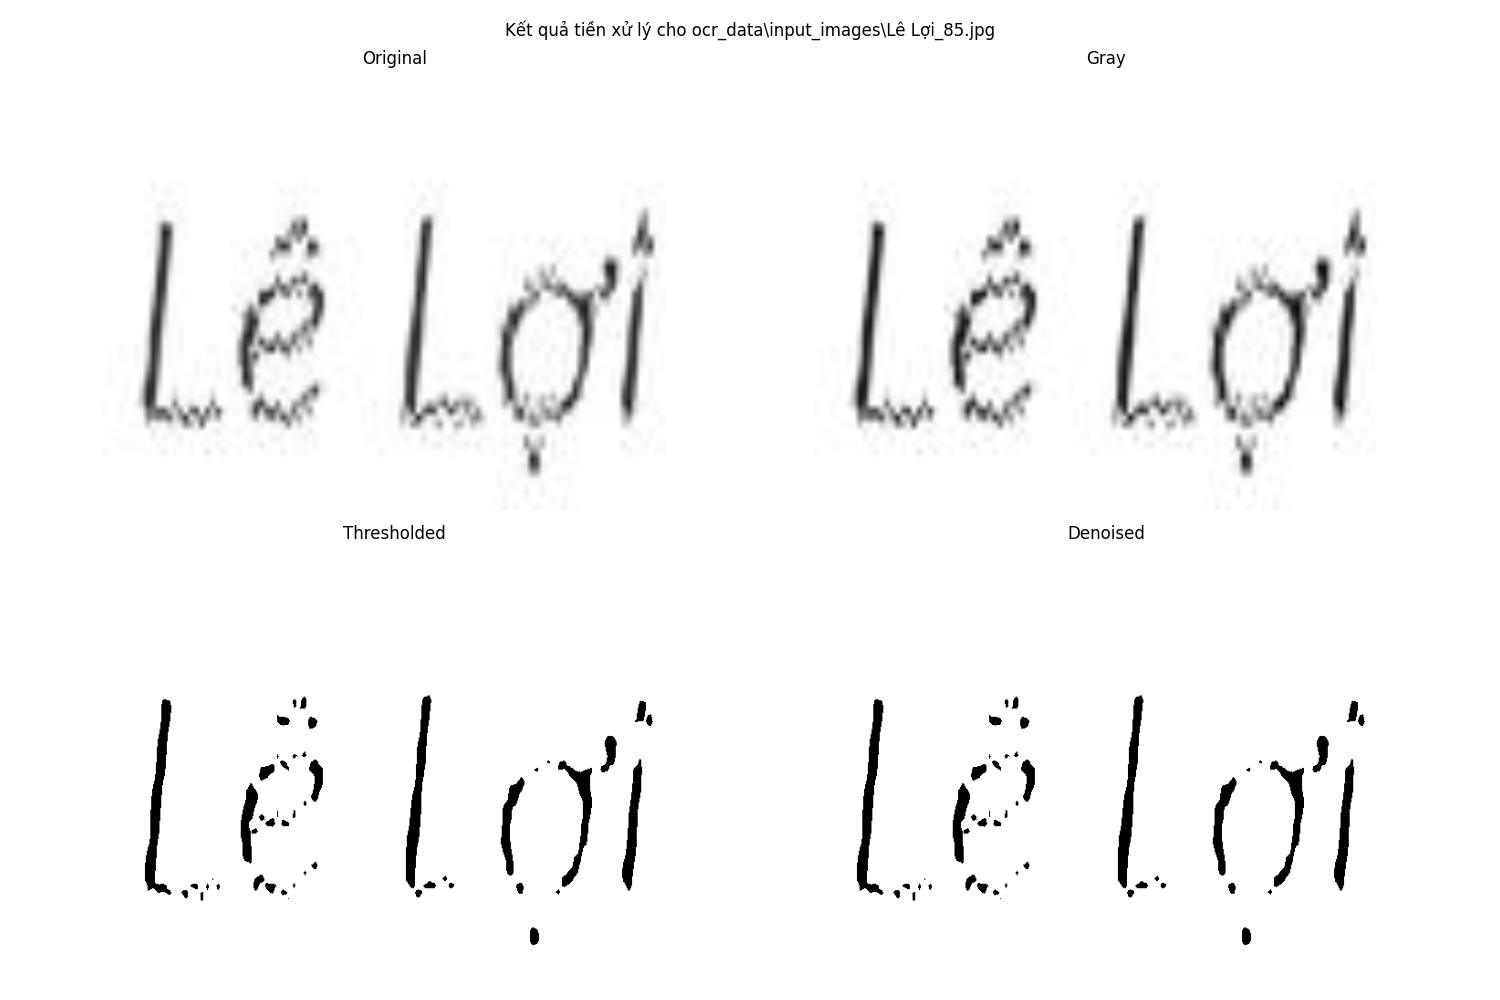 Kết quả tiền xử lý cho ocr_data\input_images\Lê Lợi_85.jpg
Original
Gray
Lê Lợi
Lê Lợi
Thresholded
Denoised
Lê Lợi
Lê Lợi